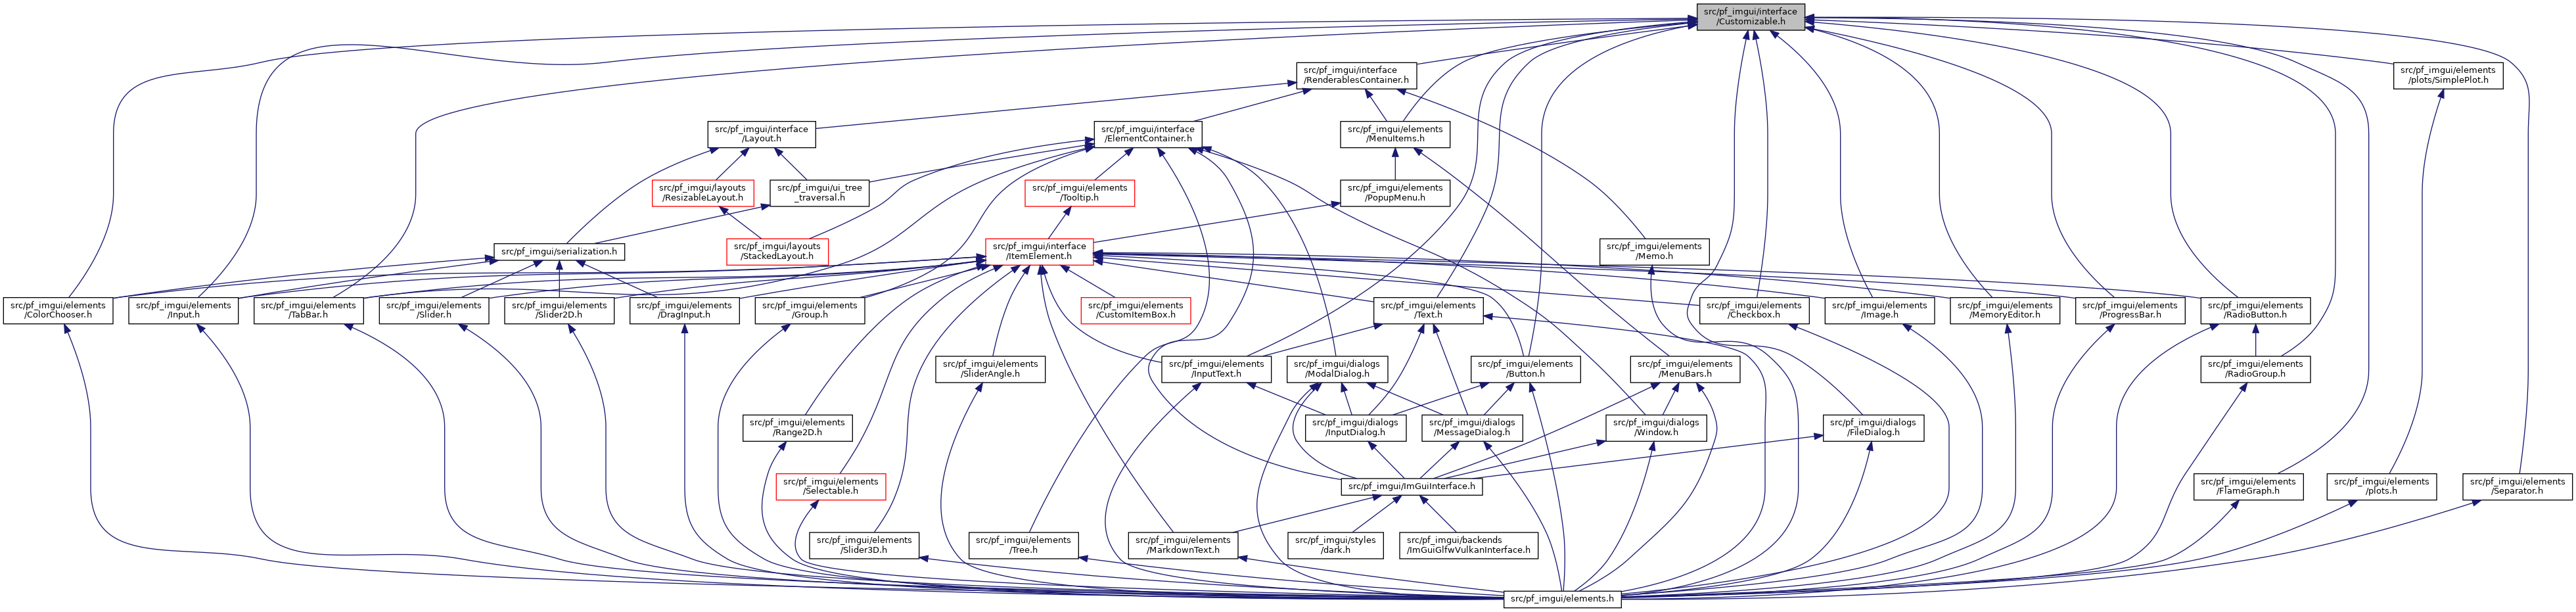 src/pf_imgui/interface
/Customizable.h
src/pf_imgui/interface
/RenderablesContainer.h
src/pf_imgui/elements
/plots/SimplePlot.h
src/pf_imgui/interface
/Layout.h
src/pf_imgui/interface
/ElementContainer.h
src/pf_imgui/elements
/MenuItems.h
src/pf_imgui/layouts
/ResizableLayout.h
src/pf_imgui/ui_tree
_traversal.h
src/pf_imgui/elements
/Tooltip.h
src/pf_imgui/elements
/PopupMenu.h
src/pf_imgui/serialization.h
src/pf_imgui/layouts
/StackedLayout.h
src/pf_imgui/interface
/ItemElement.h
src/pf_imgui/elements
/Memo.h
src/pf_imgui/elements
/ColorChooser.h
src/pf_imgui/elements
/Input.h
src/pf_imgui/elements
/TabBar.h
src/pf_imgui/elements
/Slider.h
src/pf_imgui/elements
/Slider2D.h
src/pf_imgui/elements
/DragInput.h
src/pf_imgui/elements
/Group.h
src/pf_imgui/elements
/CustomItemBox.h
src/pf_imgui/elements
/Text.h
src/pf_imgui/elements
/Checkbox.h
src/pf_imgui/elements
/Image.h
src/pf_imgui/elements
/MemoryEditor.h
src/pf_imgui/elements
/ProgressBar.h
src/pf_imgui/elements
/RadioButton.h
src/pf_imgui/elements
/SliderAngle.h
src/pf_imgui/elements
/InputText.h
src/pf_imgui/dialogs
/ModalDialog.h
src/pf_imgui/elements
/Button.h
src/pf_imgui/elements
/MenuBars.h
src/pf_imgui/elements
/RadioGroup.h
src/pf_imgui/elements
/Range2D.h
src/pf_imgui/dialogs
/InputDialog.h
src/pf_imgui/dialogs
/MessageDialog.h
src/pf_imgui/dialogs
/Window.h
src/pf_imgui/dialogs
/FileDialog.h
src/pf_imgui/elements
/Selectable.h
src/pf_imgui/ImGuiInterface.h
src/pf_imgui/elements
/FlameGraph.h
src/pf_imgui/elements
/plots.h
src/pf_imgui/elements
/Separator.h
src/pf_imgui/elements
/Slider3D.h
src/pf_imgui/elements
/Tree.h
src/pf_imgui/elements
/MarkdownText.h
src/pf_imgui/styles
/dark.h
src/pf_imgui/backends
/ImGuiGlfwVulkanInterface.h
src/pf_imgui/elements.h